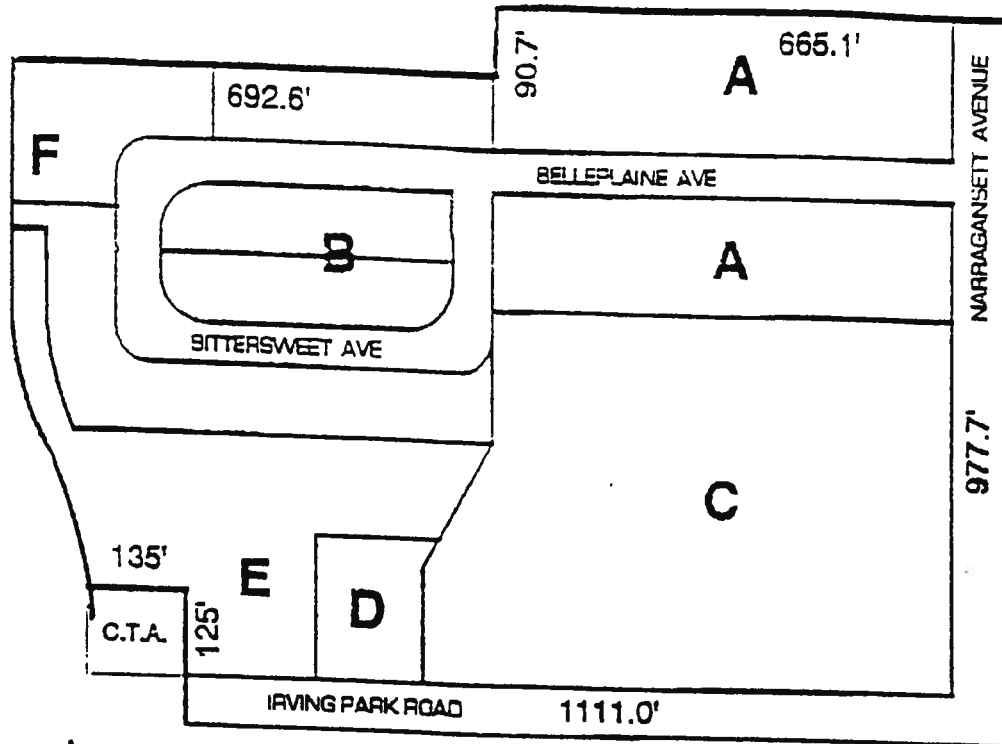 665.1'
90.7'
A
692.6'
F
BELLEPLAINE AVE
NARRAGANSETT AVENUE
B
A
BITTERSWEET AVE
977.7'
C
135'
E
D
C.T.A.
125'
IRVING PARK ROAD
1111.0'